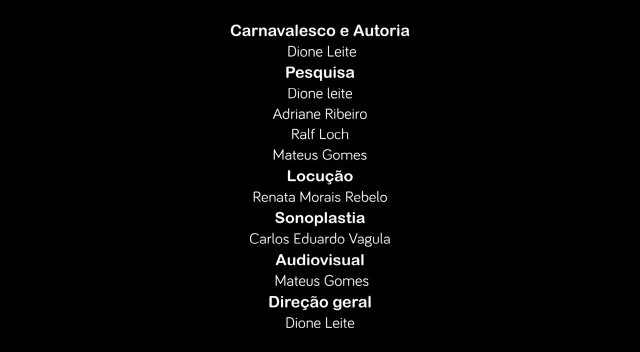 Carnavalesco e Autoria
Dione Leite
Pesquisa
Dione leite
Adriane Ribeiro
Ralf Loch
Mateus Gomes
Locução
Renata Morais Rebelo
Sonoplastia
Carlos Eduardo Vagula
Audiovisual
Mateus Gomes
Direção geral
Dione Leite